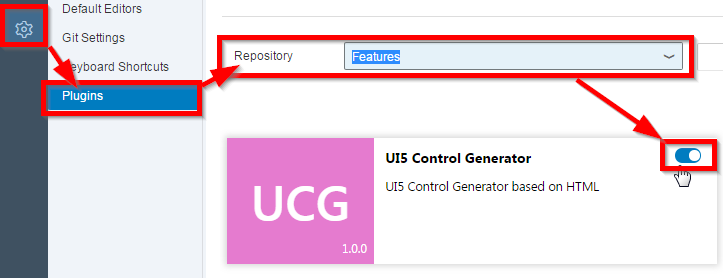 Default Editors
Git Settings
Keyboard Shortcuts
Plugins
Repository
Features
UCG
1.0.0
UI5 Control Generator
UI5 Control Generator based on HTML